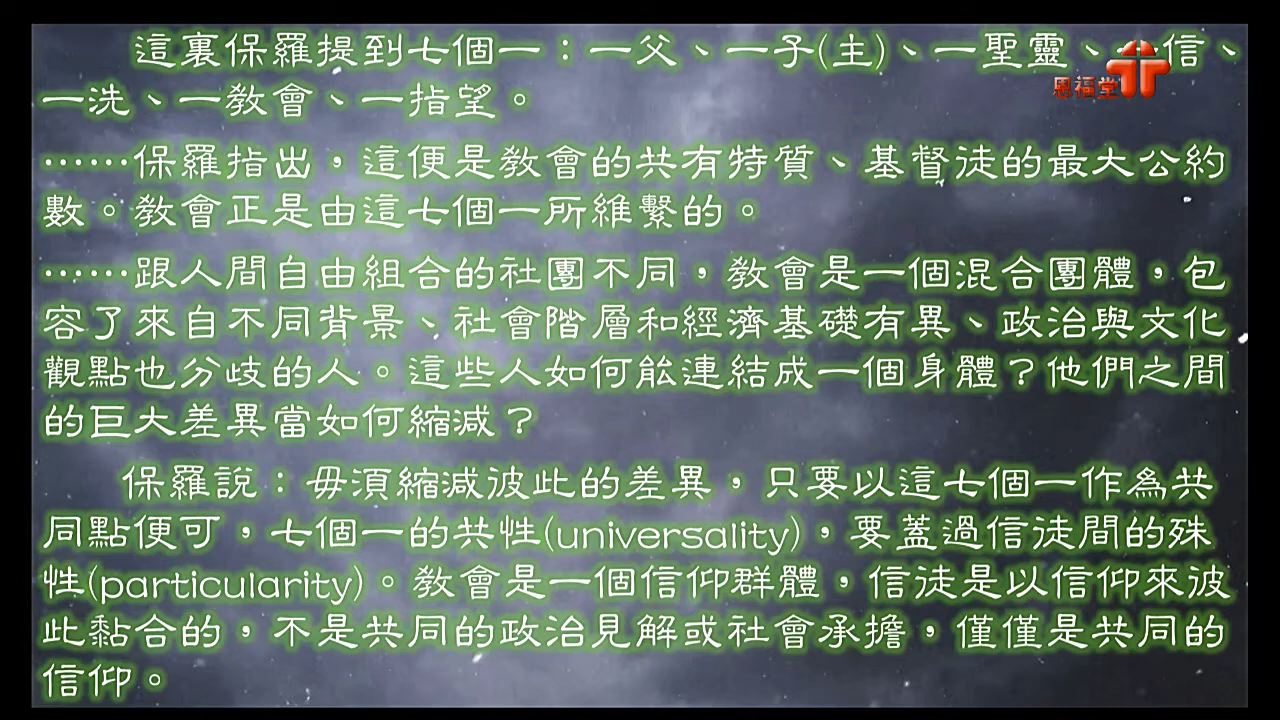 這裏保羅提到七個一：一父、一子(主)、一聖靈、一信、
恩福堂
一洗、一教會、一指望。
……保羅指出，這便是教會的共有特質、基督徒的最大公約
數。教會正是由這七個一所維繫的。
……跟人間自由組合的社團不同，教會是一個混合團體，包
容了來自不同背景、社會階層和經濟基礎有異、政治與文化
觀點也分歧的人。這些人如何能連結成一個身體？他們之間
的巨大差異當如何縮減？
保羅說：毋須縮減彼此的差異，只要以這七個一作為共
同點便可，七個一的共性(universality)，要蓋過信徒間的殊
性(particularity)。教會是一個信仰群體，信徒是以信仰來彼
此黏合的，不是共同的政治見解或社會承擔，僅僅是共同的
信仰。